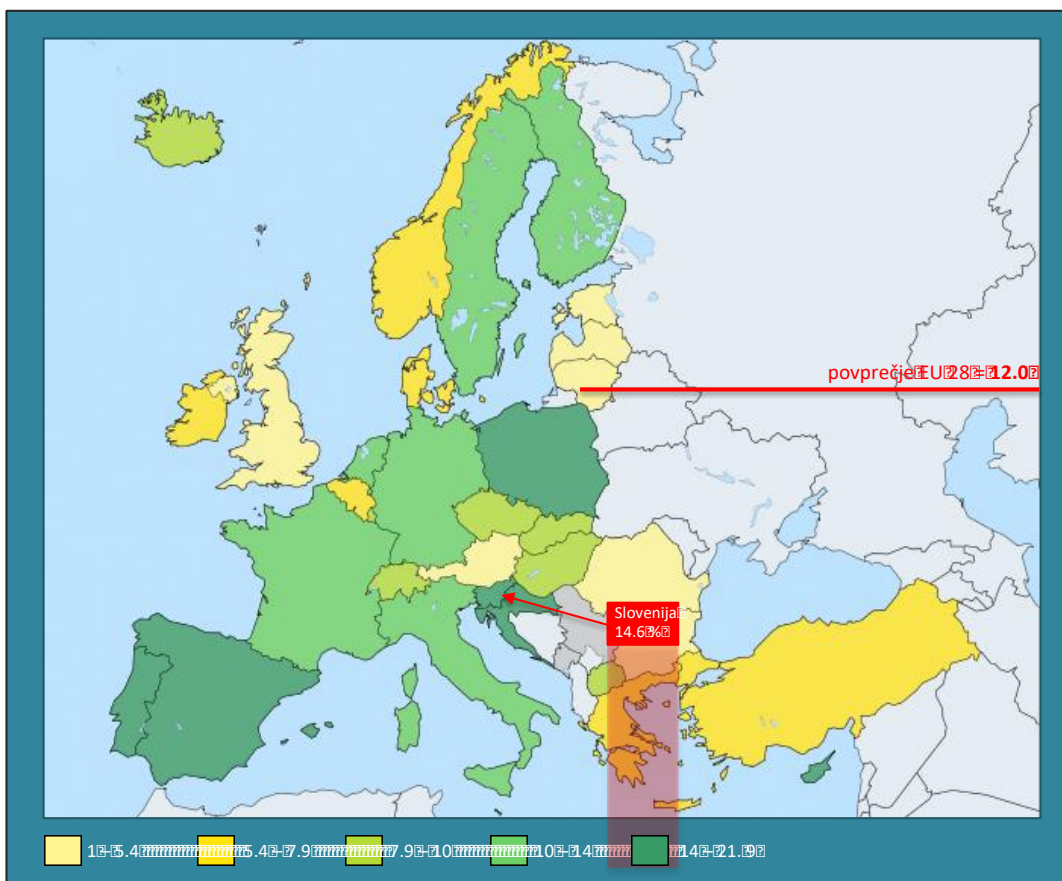 povprečje EU 28 – 12.0
Slovenija
14.6 %
1 – 5.4 5.4 – 7.9 7.9 – 10 10 – 14 14 – 21.9